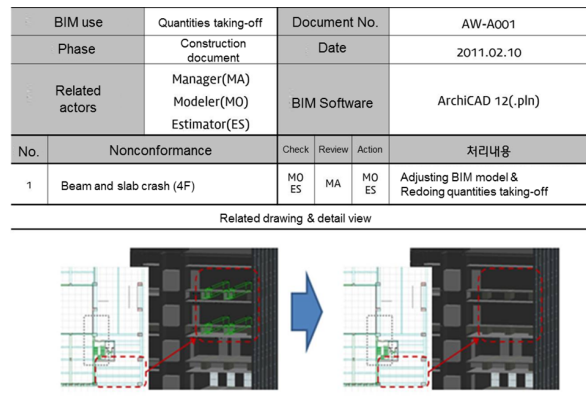 BIM use Quantities taking-off Document No. AW-A001
Phase Construction document Date 2011.02.10
Related actors Manager(MA) Modeler(MO) Estimator(ES) BIM Software ArchiCAD 12(.pln)
No. Nonconformance Check Review Action 처리내용
1 Beam and slab crash (4F) MO ES MA MO ES Adjusting BIM model & Redoing quantities taking-off
Related drawing & detail view